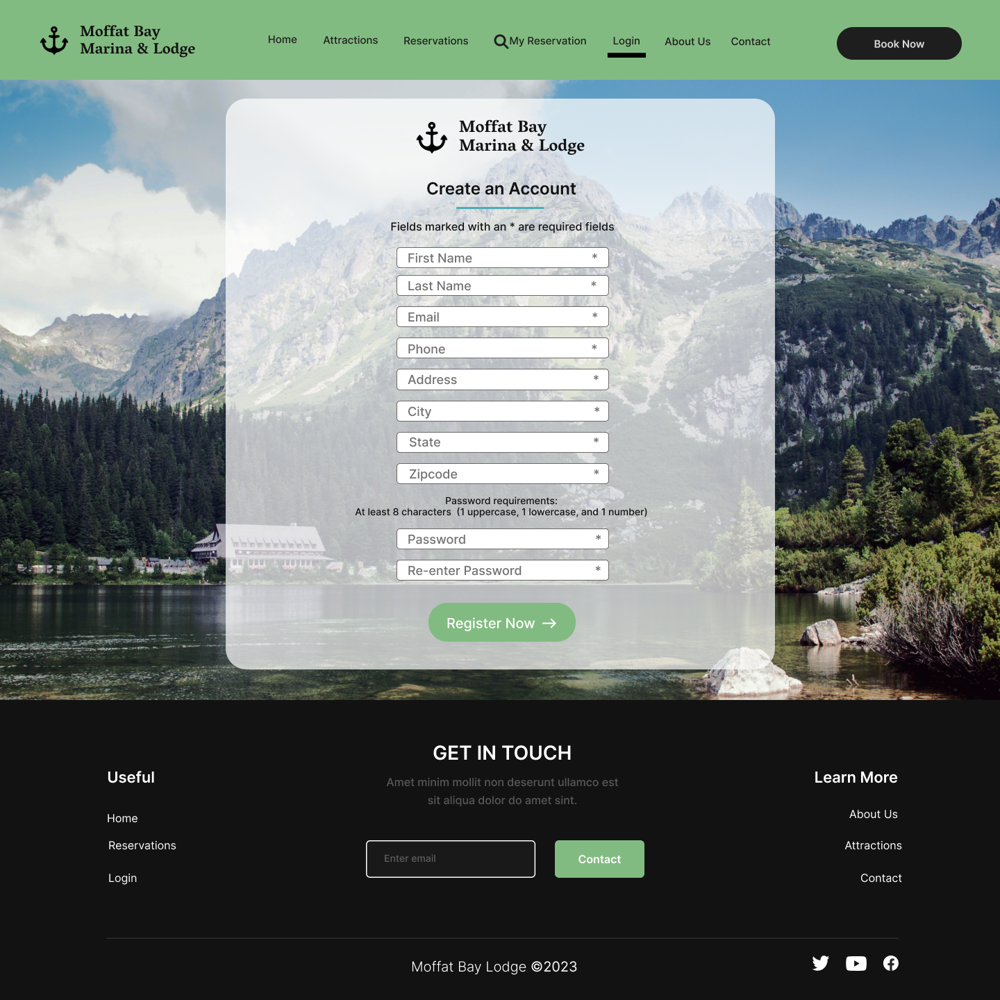 Moffat Bay
Marina & Lodge
Home
Attractions
Reservations
My Reservation
Login
About Us
Contact
Book Now
Moffat Bay
Marina & Lodge
Create an Account
Fields marked with an * are required fields
First Name *
Last Name *
Email *
Phone *
Address *
City *
State *
Zipcode *
Password requirements:
At least 8 characters (1 uppercase, 1 lowercase, and 1 number)
Password *
Re-enter Password *
Register Now →
GET IN TOUCH
Amet minim mollit non deserunt ullamco est
sit aliqua dolor do amet sint.
Enter email
Contact
Useful
Home
Reservations
Login
Learn More
About Us
Attractions
Contact
Moffat Bay Lodge ©2023